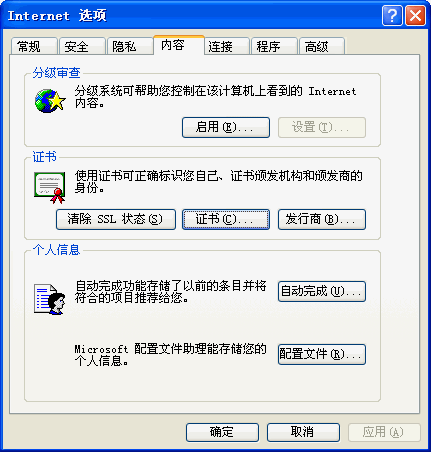 Internet 选项
常规 安全 隐私 内容 连接 程序 高级
分级审查
分级系统可帮助您控制在该计算机上看到的 Internet
内容。
启用(E)... 设置(T)...
证书
使用证书可正确标识您自己、证书颁发机构和颁发商的
身份。
清除 SSL 状态(S) 证书(C)... 发行商(B)...
个人信息
自动完成功能存储了以前的条目并将
符合的项目推荐给您。
自动完成(U)...
Microsoft 配置文件助理能存储您的
个人信息。
配置文件(R)...
确定 取消 应用(A)